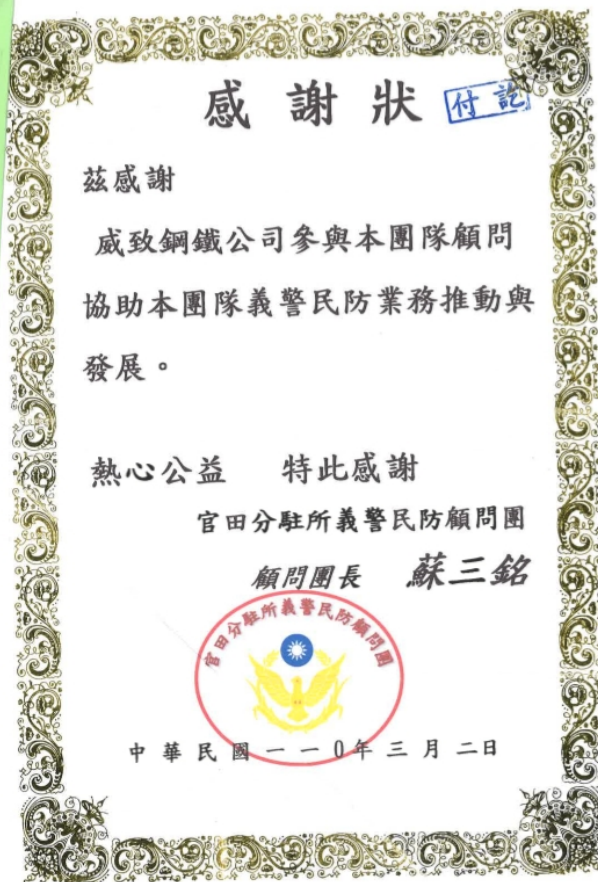 感謝狀 付訖
茲感謝
威致鋼鐵公司參與本團隊顧問
協助本團隊義警民防業務推動與
發展。
熱心公益 特此感謝
官田分駐所義警民防顧問團
顧問團長 蘇三銘
官田分駐所義警民防顧問團
中華民國一一0年三月二日